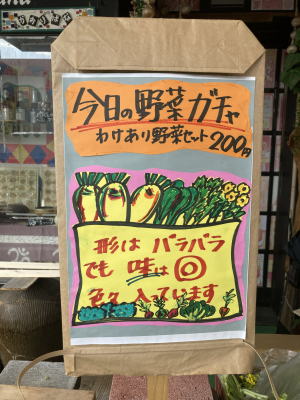 今日の野菜ガチャ
わけあり野菜セット200円
形は バラバラ
でも 味は◎
色々 入っています